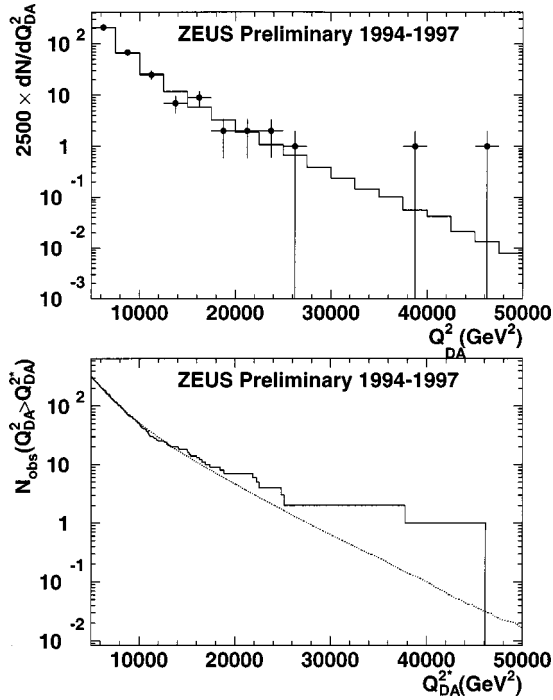 ZEUS Preliminary 1994-1997
2500 × dN/dQ²DA
10²
10
1
10⁻¹
10⁻²
10⁻³
10000 20000 30000 40000 50000
Q²DA (GeV²)
ZEUS Preliminary 1994-1997
Nobs(Q²DA>Q²*DA)
10²
10
1
10⁻¹
10⁻²
10000 20000 30000 40000 50000
Q²*DA (GeV²)